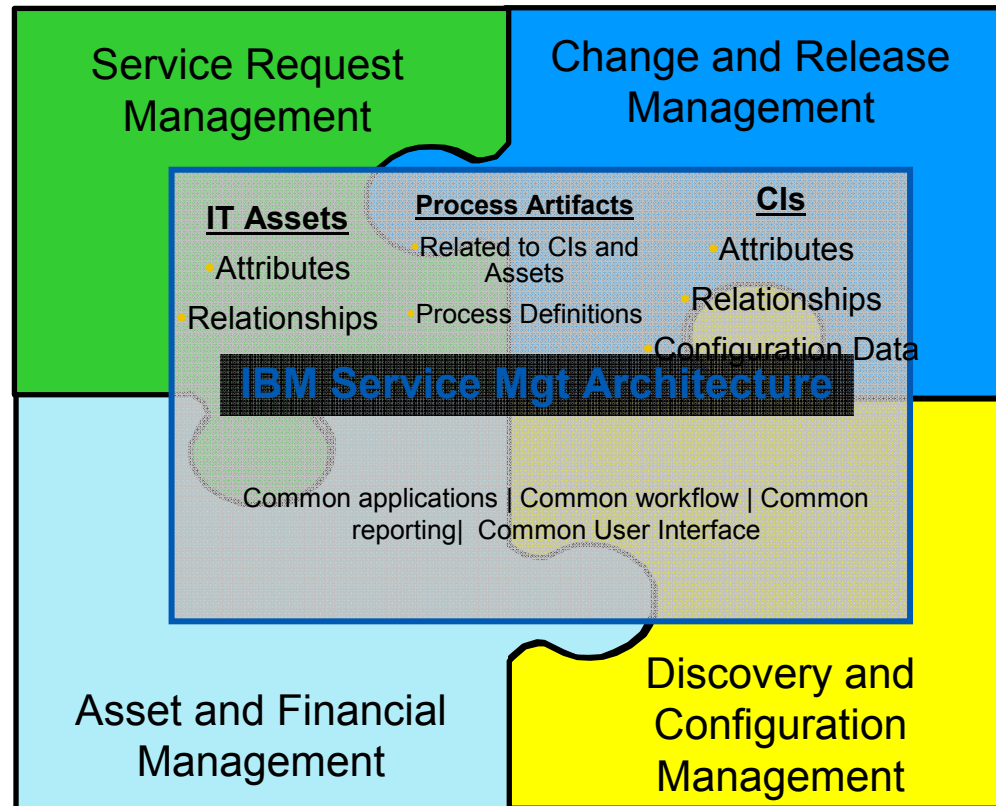 Service Request
Management
Change and Release
Management
IT Assets
•Attributes
•Relationships
Process Artifacts
•Related to CIs and
Assets
•Process Definitions
CIs
•Attributes
•Relationships
•Configuration Data
IBM Service Mgt Architecture
Common applications | Common workflow | Common
reporting|  Common User Interface
Asset and Financial
Management
Discovery and
Configuration
Management